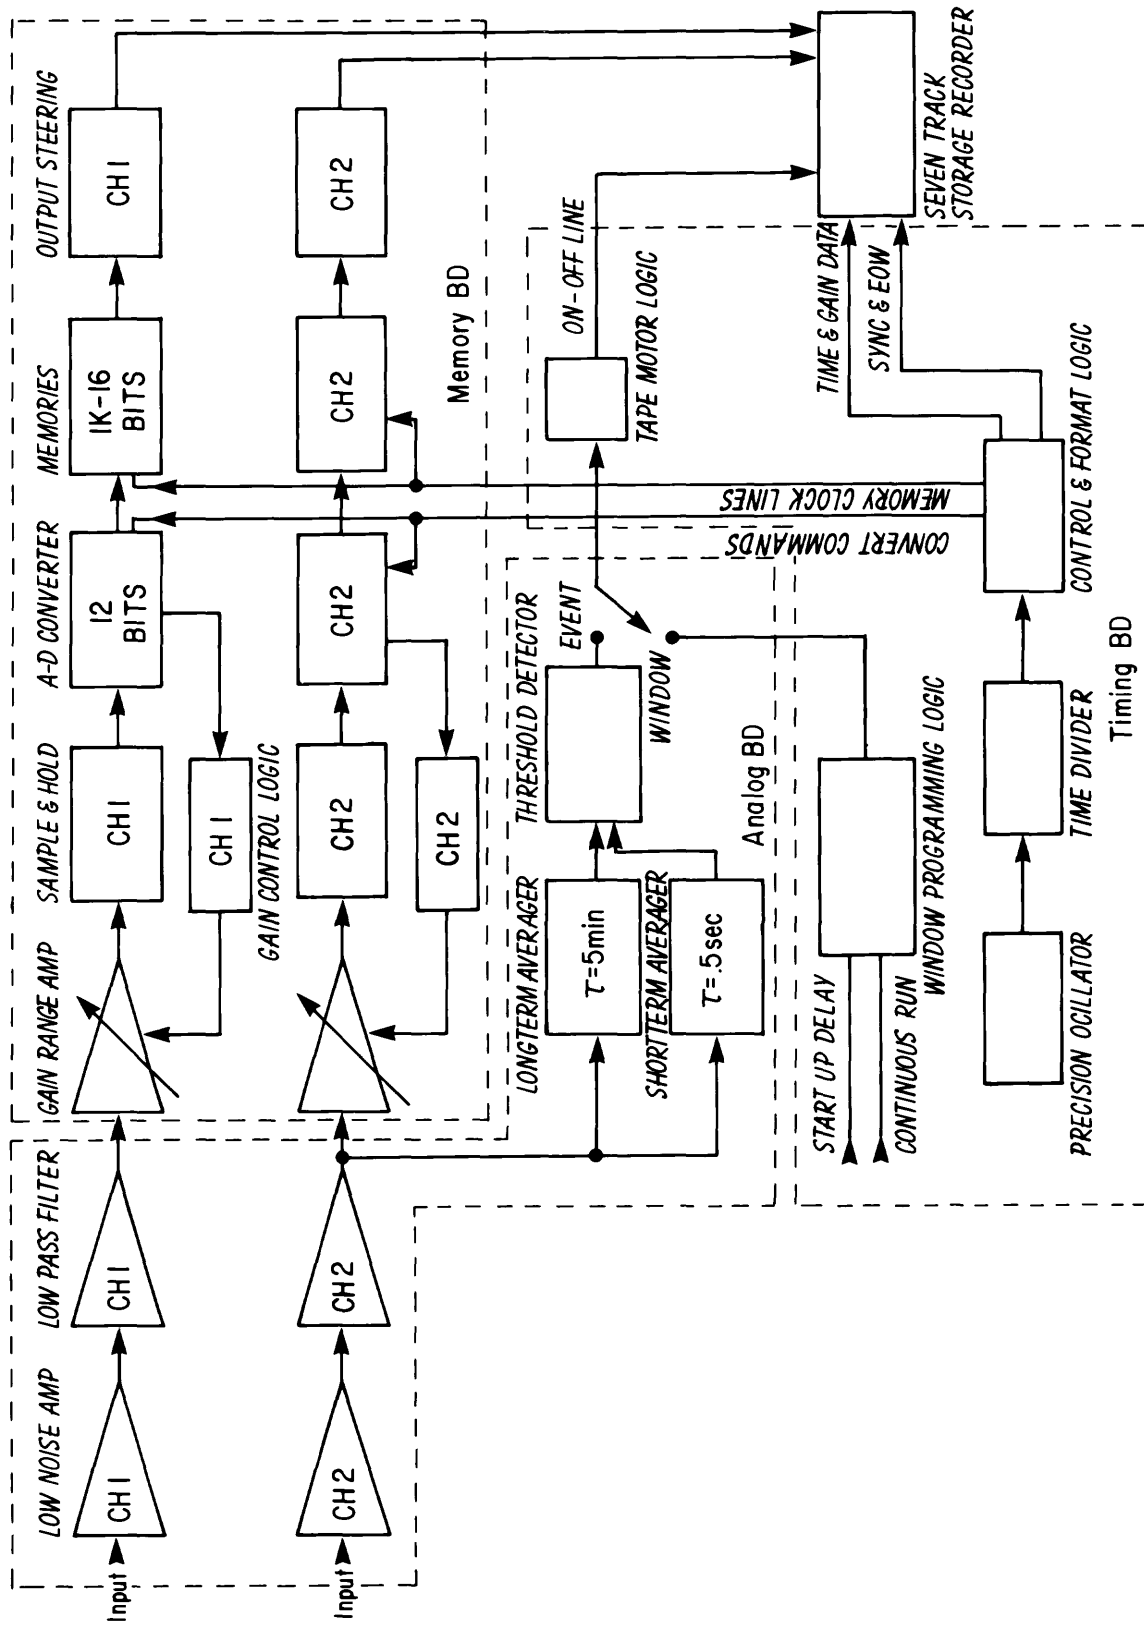 LOW NOISE AMP
LOW PASS FILTER
GAIN RANGE AMP
SAMPLE & HOLD
A-D CONVERTER
MEMORIES
OUTPUT STEERING
Input
CH1
CH1
CH1
12
BITS
1K-16
BITS
CH1
CH1
GAIN CONTROL LOGIC
Input
CH2
CH2
CH2
CH2
CH2
CH2
CH2
Memory BD
LONGTERM AVERAGER
τ=5min
SHORTTERM AVERAGER
τ=.5sec
THRESHOLD DETECTOR
EVENT
WINDOW
Analog BD
ON-OFF LINE
TAPE MOTOR LOGIC
CONVERT COMMANDS
MEMORY CLOCK LINES
START UP DELAY
CONTINUOUS RUN
WINDOW PROGRAMMING LOGIC
TIME & GAIN DATA
SYNC & EOW
SEVEN TRACK
STORAGE RECORDER
PRECISION OCILLATOR
TIME DIVIDER
CONTROL & FORMAT LOGIC
Timing BD